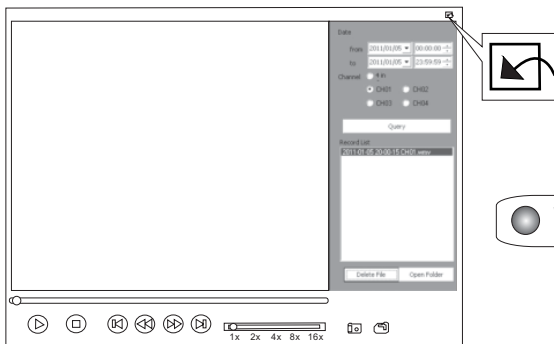 Date
from 2011/01/05 00:00:00
to 2011/01/05 23:59:59
Channel 4 in
CH01 CH02
CH03 CH04
Query
Record List
2011-01-05 20:00:15 CH01
Delete File Open Folder
1x 2x 4x 8x 16x